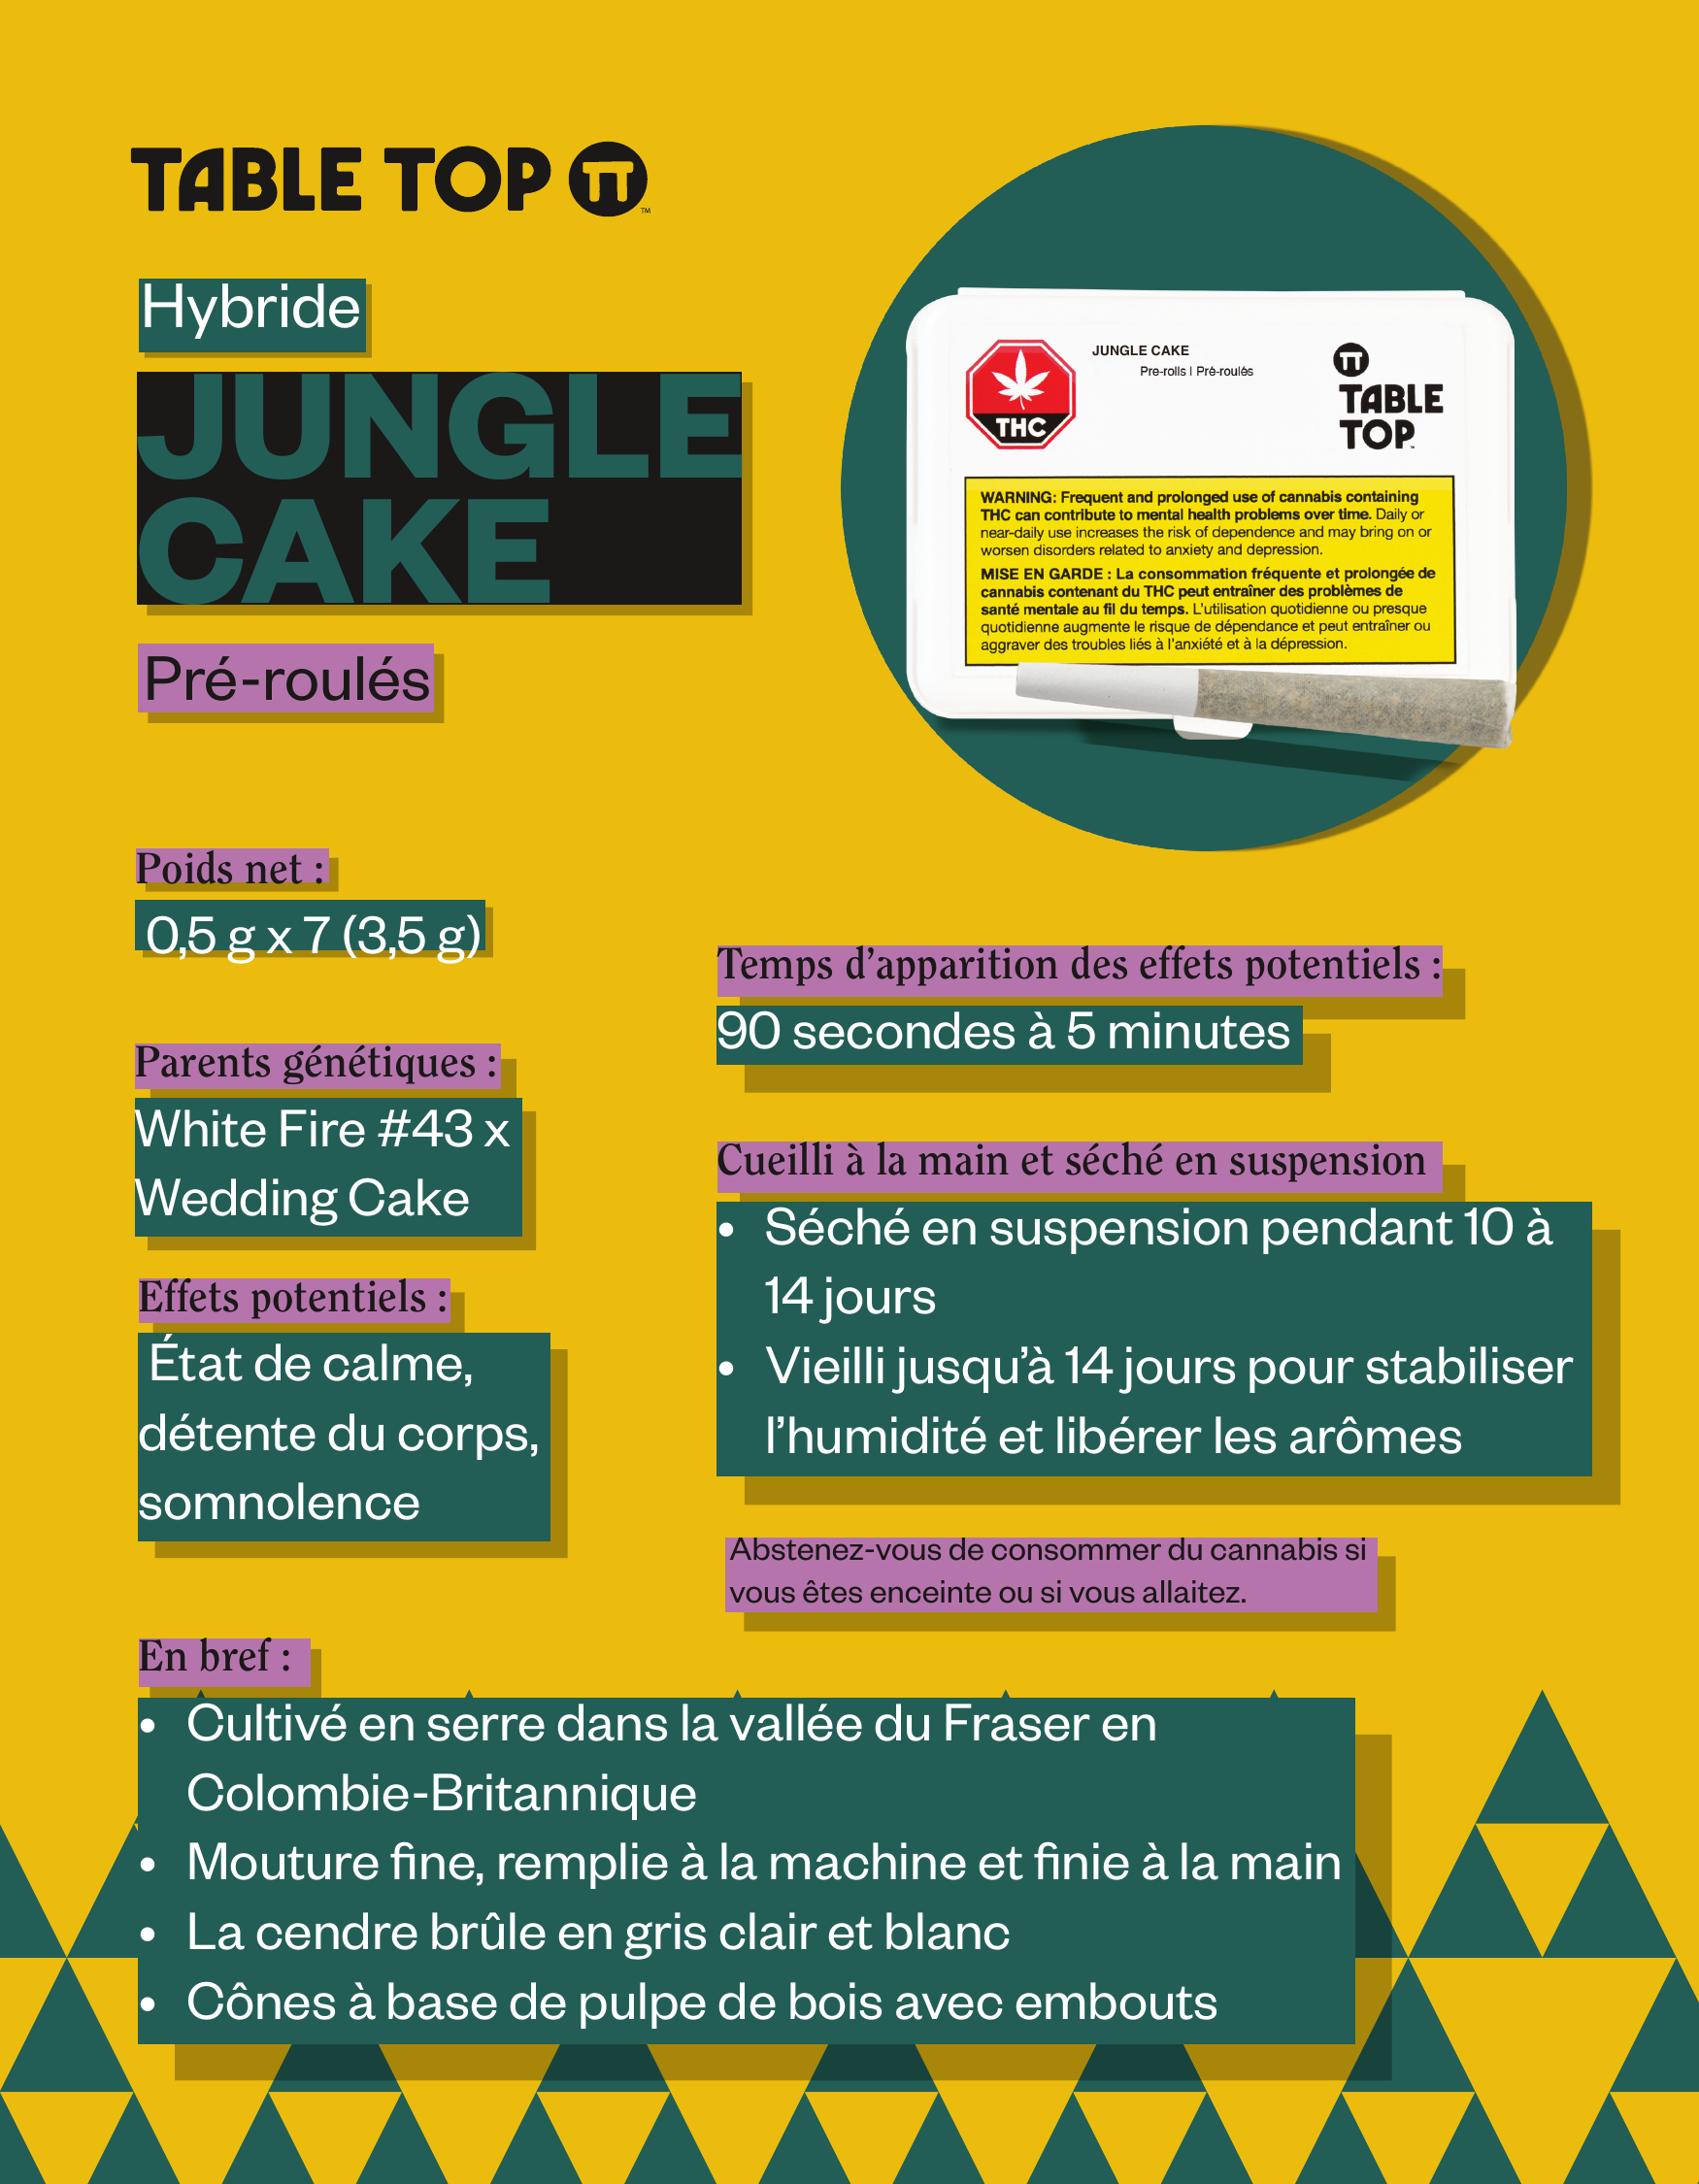 TABLE TOP
TM
Hybride
JUNGLE
CAKE
Pré-roulés
THC
JUNGLE CAKE
Pre-rolls | Pré-roulés
TABLE
TOP
WARNING: Frequent and prolonged use of cannabis containing
THC can contribute to mental health problems over time. Daily or
near-daily use increases the risk of dependence and may bring on or
worsen disorders related to anxiety and depression.
MISE EN GARDE : La consommation fréquente et prolongée de
cannabis contenant du THC peut entraîner des problèmes de
santé mentale au fil du temps. L'utilisation quotidienne ou presque
quotidienne augmente le risque de dépendance et peut entraîner ou
aggraver des troubles liés à l'anxiété et à la dépression.
Poids net :
0,5 g x 7 (3,5 g)
Parents génétiques :
White Fire #43 x
Wedding Cake
Effets potentiels :
État de calme,
détente du corps,
somnolence
Temps d’apparition des effets potentiels :
90 secondes à 5 minutes
Cueilli à la main et séché en suspension
• Séché en suspension pendant 10 à
14 jours
• Vieilli jusqu’à 14 jours pour stabiliser
l’humidité et libérer les arômes
Abstenez-vous de consommer du cannabis si
vous êtes enceinte ou si vous allaitez.
En bref :
• Cultivé en serre dans la vallée du Fraser en
Colombie-Britannique
• Mouture fine, remplie à la machine et finie à la main
• La cendre brûle en gris clair et blanc
• Cônes à base de pulpe de bois avec embouts